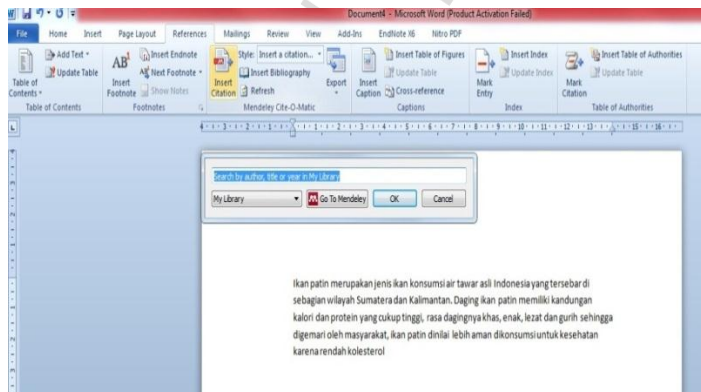 Document4 - Microsoft Word (Product Activation Failed)
File Home Insert Page Layout References Mailings Review View Add-Ins EndNote X6 Nitro PDF
Table of Contents
Add Text
Update Table
Table of Contents
AB¹
Insert Footnote
Insert Endnote
Next Footnote
Show Notes
Footnotes
Insert Citation
Style: Insert a citation...
Insert Bibliography
Refresh
Export
Mendeley Cite-O-Matic
Insert Caption
Insert Table of Figures
Update Table
Cross-reference
Captions
Mark Entry
Insert Index
Update Index
Index
Mark Citation
Insert Table of Authorities
Update Table
Table of Authorities
Search by author, title or year in My Library
My Library Go To Mendeley OK Cancel
Ikan patin merupakan jenis ikan konsumsi air tawar asli Indonesia yang tersebar di
sebagian wilayah Sumatera dan Kalimantan. Daging ikan patin memiliki kandungan
kalori dan protein yang cukup tinggi, rasa dagingnya khas, enak, lezat dan gurih sehingga
digemari oleh masyarakat, ikan patin dinilai lebih aman dikonsumsi untuk kesehatan
karena rendah kolesterol